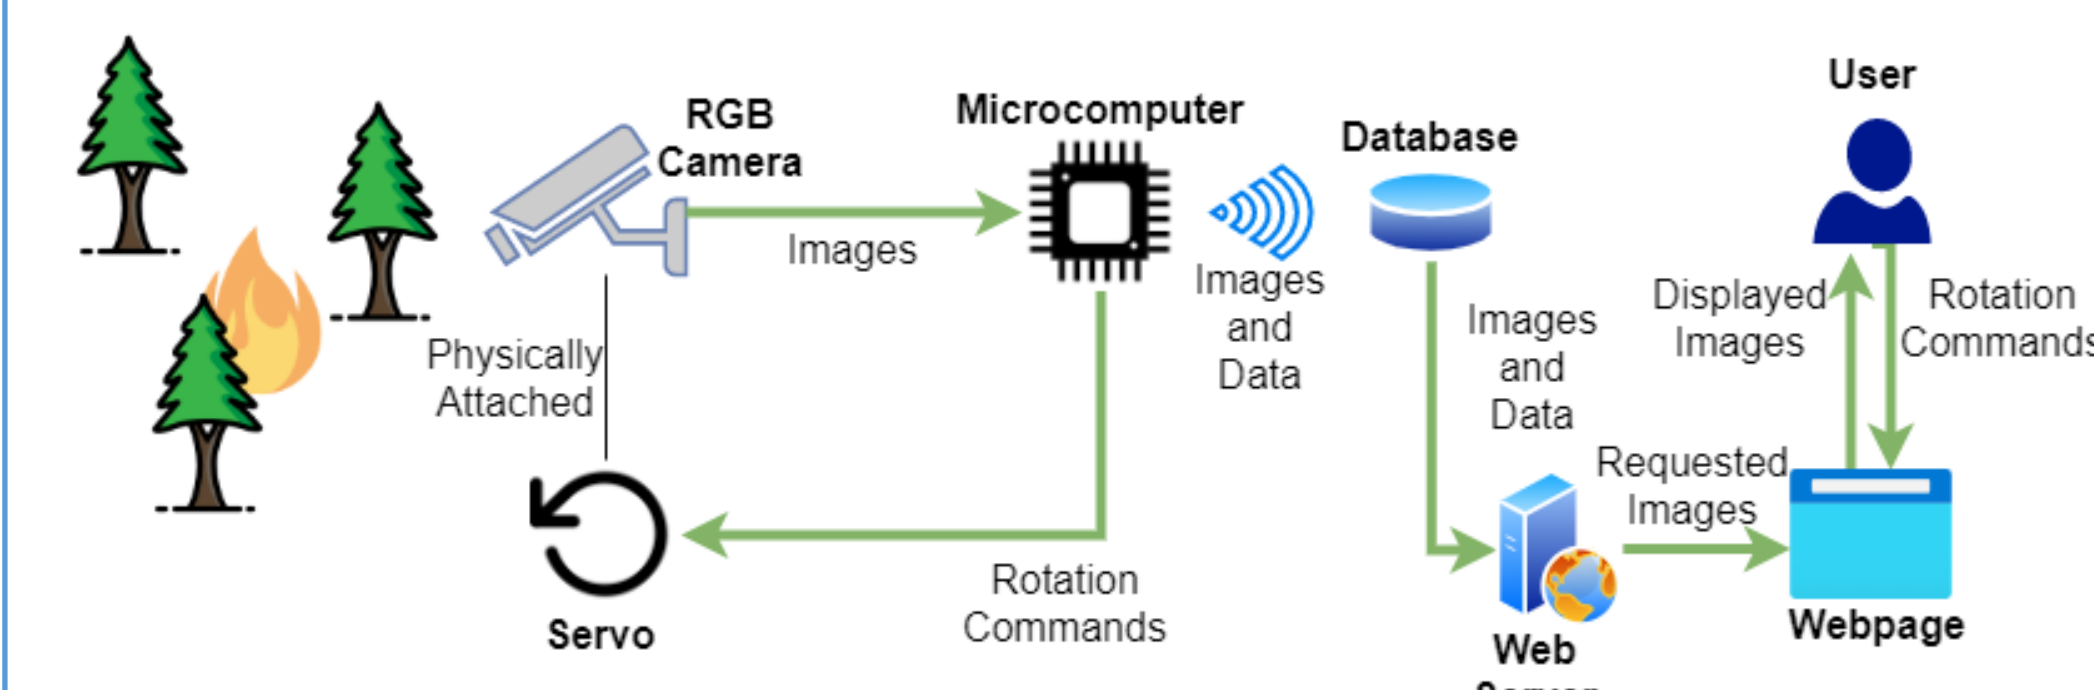 RGB
Camera
Images
Microcomputer
Images
and
Data
Database
Images
and
Data
User
Displayed
Images
Rotation
Commands
Physically
Attached
Servo
Rotation
Commands
Requested
Images
Web
Webpage